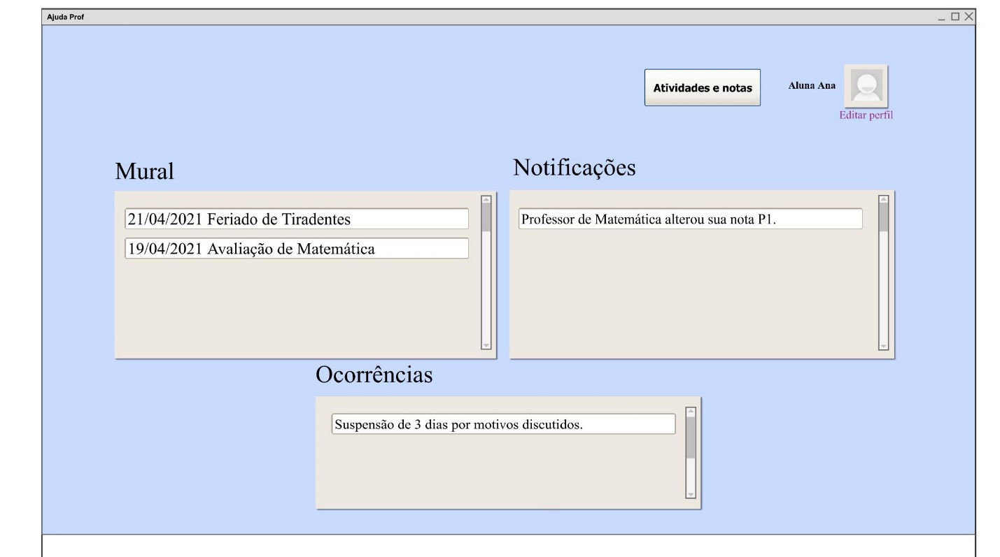 Ajuda Prof
Atividades e notas
Aluna Ana
Editar perfil
Mural
21/04/2021 Feriado de Tiradentes
19/04/2021 Avaliação de Matemática
Notificações
Professor de Matemática alterou sua nota P1.
Ocorrências
Suspensão de 3 dias por motivos discutidos.